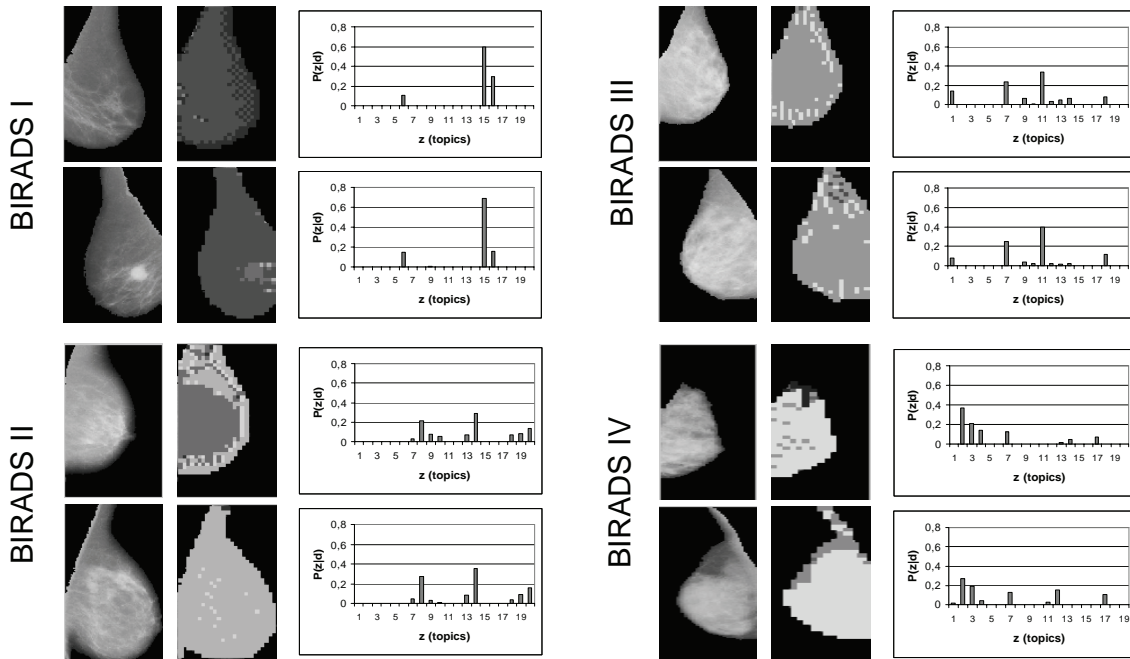 BIRADS I
P(z|d)
0,8
0,6
0,4
0,2
0
1 3 5 7 9 11 13 15 17 19
z (topics)
P(z|d)
0,8
0,6
0,4
0,2
0
1 3 5 7 9 11 13 15 17 19
z (topics)
BIRADS II
P(z|d)
0,8
0,6
0,4
0,2
0
1 3 5 7 9 11 13 15 17 19
z (topics)
P(z|d)
0,8
0,6
0,4
0,2
0
1 3 5 7 9 11 13 15 17 19
z (topics)
BIRADS III
P(z|d)
0,8
0,6
0,4
0,2
0
1 3 5 7 9 11 13 15 17 19
z (topics)
P(z|d)
0,8
0,6
0,4
0,2
0
1 3 5 7 9 11 13 15 17 19
z (topics)
BIRADS IV
P(z|d)
0,8
0,6
0,4
0,2
0
1 3 5 7 9 11 13 15 17 19
z (topics)
P(z|d)
0,8
0,6
0,4
0,2
0
1 3 5 7 9 11 13 15 17 19
z (topics)